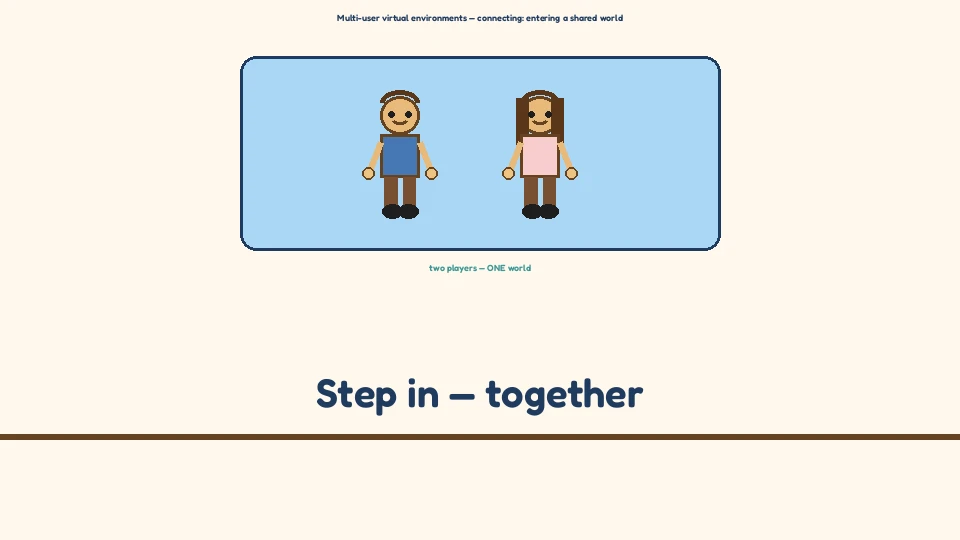 Multi-user virtual environments — connecting: entering a shared world
two players — ONE world
Step in — together